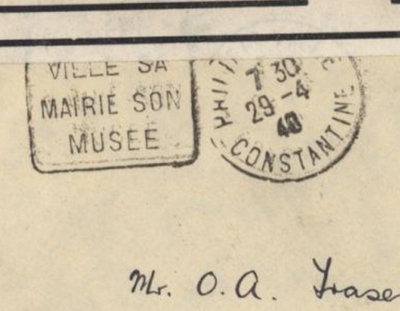 VILLE SA
MAIRIE SON
MUSEE
7 30
29-4
40
CONSTANTINE
Mr. O. A.